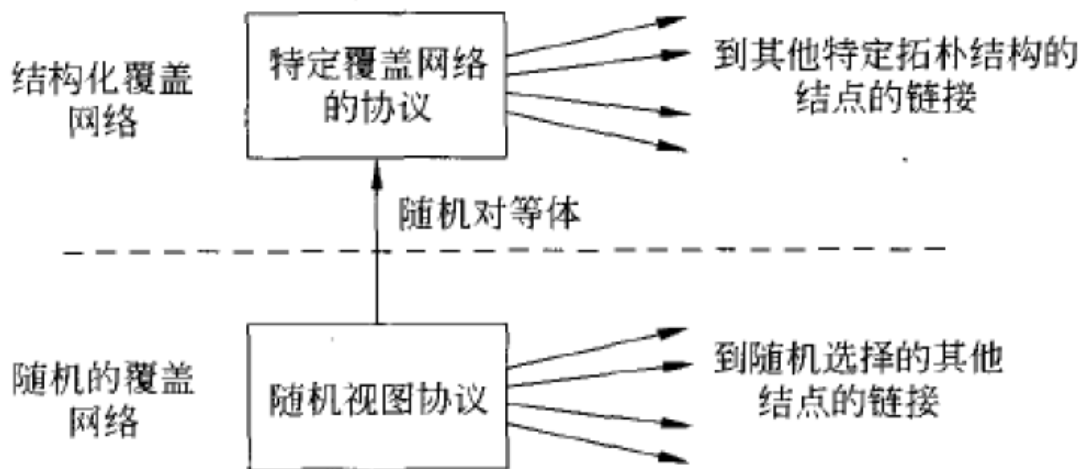 结构化覆盖
网络
特定覆盖网络
的协议
到其他特定拓朴结构的
结点的链接
随机对等体
随机的覆盖
网络
随机视图协议
到随机选择的其他
结点的链接